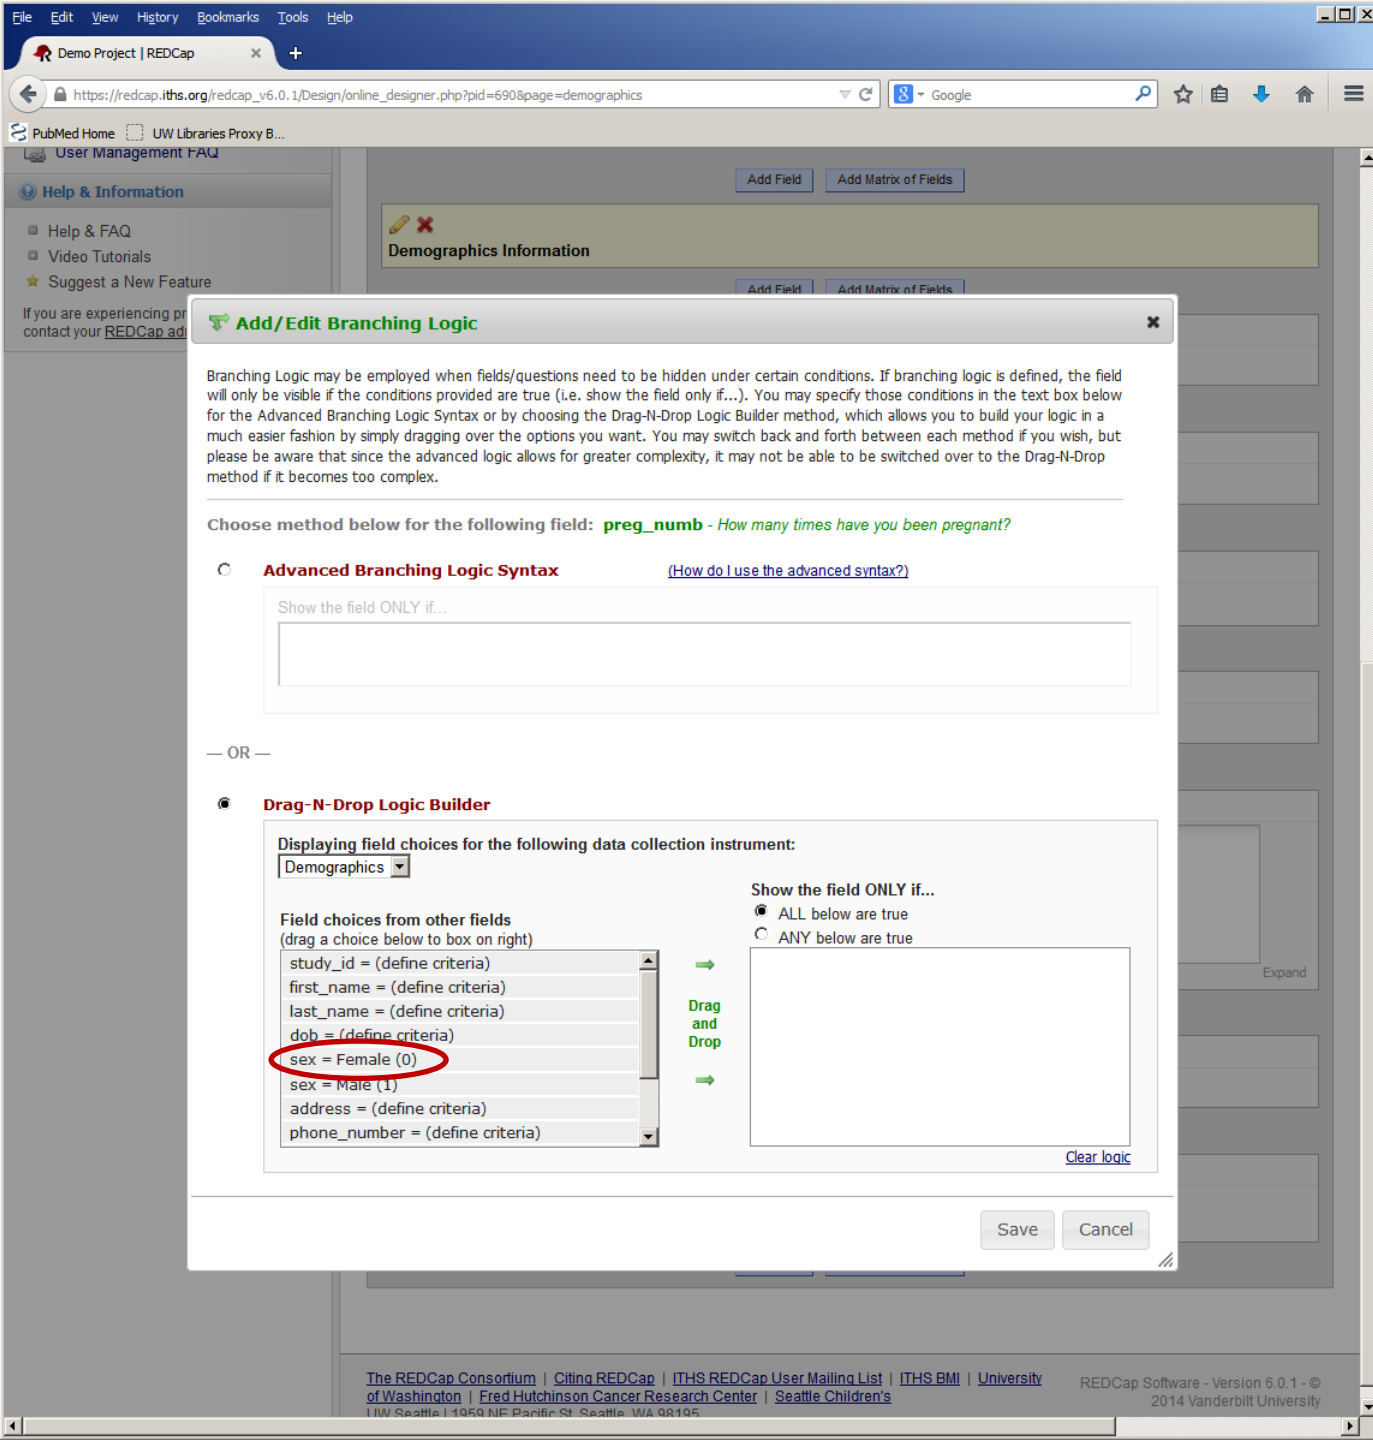 File Edit View History Bookmarks Tools Help
Demo Project | REDCap
https://redcap.iths.org/redcap_v6.0.1/Design/online_designer.php?pid=690&page=demographics
Google
PubMed Home UW Libraries Proxy B...
User Management FAQ
Add Field Add Matrix of Fields
Help & Information
Help & FAQ
Video Tutorials
Suggest a New Feature
Demographics Information
Add Field Add Matrix of Fields
If you are experiencing pr
contact your REDCap adr
Add/Edit Branching Logic
Branching Logic may be employed when fields/questions need to be hidden under certain conditions. If branching logic is defined, the field
will only be visible if the conditions provided are true (i.e. show the field only if...). You may specify those conditions in the text box below
for the Advanced Branching Logic Syntax or by choosing the Drag-N-Drop Logic Builder method, which allows you to build your logic in a
much easier fashion by simply dragging over the options you want. You may switch back and forth between each method if you wish, but
please be aware that since the advanced logic allows for greater complexity, it may not be able to be switched over to the Drag-N-Drop
method if it becomes too complex.
Choose method below for the following field: preg_numb - How many times have you been pregnant?
Advanced Branching Logic Syntax (How do I use the advanced syntax?)
Show the field ONLY if...
— OR —
Drag-N-Drop Logic Builder
Displaying field choices for the following data collection instrument:
Demographics
Field choices from other fields
(drag a choice below to box on right)
study_id = (define criteria)
first_name = (define criteria)
last_name = (define criteria)
dob = (define criteria)
sex = Female (0)
sex = Male (1)
address = (define criteria)
phone_number = (define criteria)
Drag
and
Drop
Show the field ONLY if...
ALL below are true
ANY below are true
Clear logic
Expand
Save Cancel
The REDCap Consortium | Citing REDCap | ITHS REDCap User Mailing List | ITHS BMI | University
of Washington | Fred Hutchinson Cancer Research Center | Seattle Children's
UW Seattle | 1959 NE Pacific St, Seattle, WA 98195
REDCap Software - Version 6.0.1 - ©
2014 Vanderbilt University